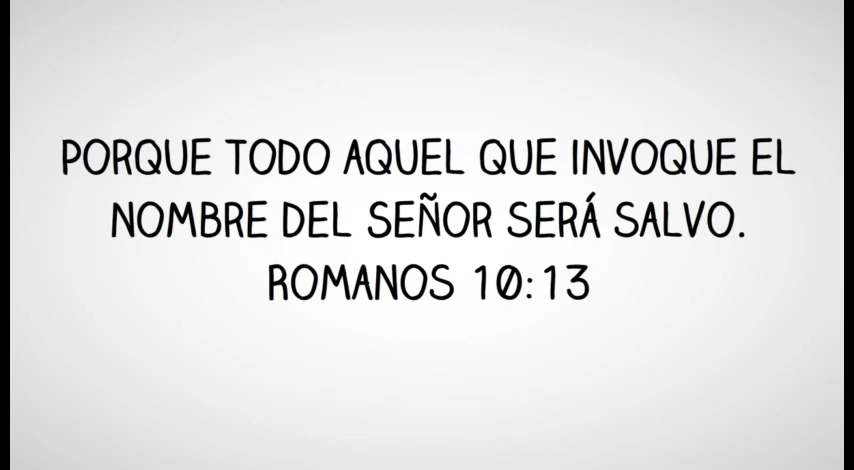 PORQUE TODO AQUEL QUE INVOQUE EL
NOMBRE DEL SEÑOR SERÁ SALVO.
ROMANOS 10:13